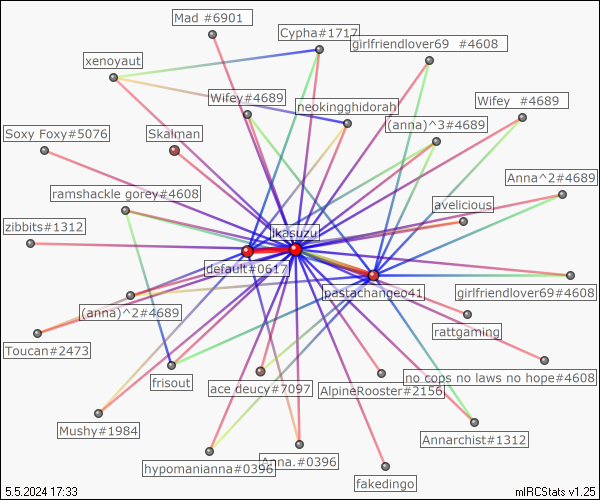 Mad #6901
Cypha#1717
girlfriendlover69 #4608
xenoyaut
Wifey#4689
neokingghidorah
Wifey #4689
Soxy Foxy#5076
Skalman
(anna)^3#4689
Anna^2#4689
ramshackle gorey#4608
avelicious
zibbits#1312
ikasuzu
default#0617
pastachangeo41
girlfriendlover69#4608
(anna)^2#4689
rattgaming
Toucan#2473
frisout
ace deucy#7097
AlpineRooster#2156
no cops no laws no hope#4608
Mushy#1984
Annarchist#1312
hypomanianna#0396
Anna.#0396
fakedingo
5.5.2024 17:33
mIRCStats v1.25